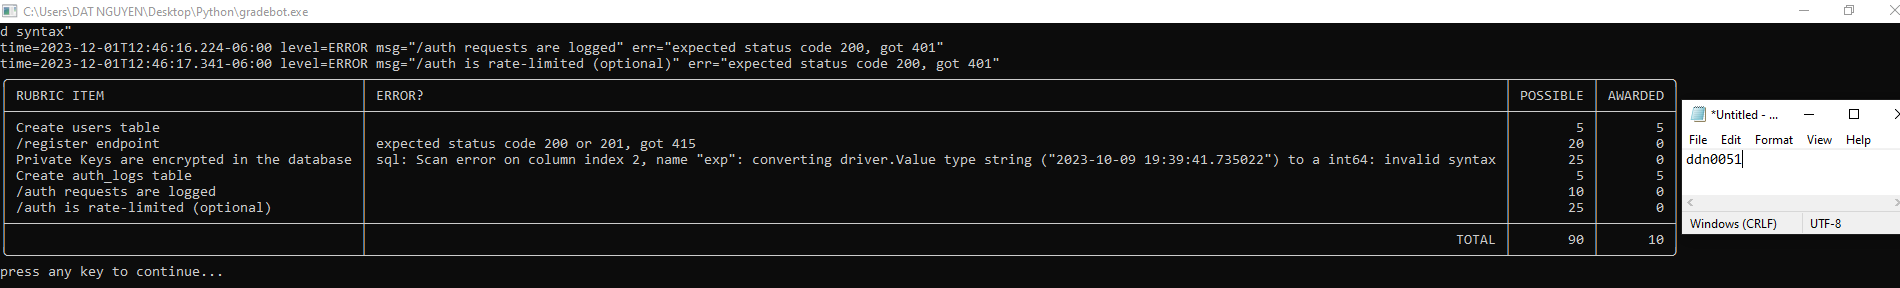 C:\Users\DAT NGUYEN\Desktop\Python\gradebot.exe
d syntax"
time=2023-12-01T12:46:16.224-06:00 level=ERROR msg="/auth requests are logged" err="expected status code 200, got 401"
time=2023-12-01T12:46:17.341-06:00 level=ERROR msg="/auth is rate-limited (optional)" err="expected status code 200, got 401"
RUBRIC ITEM ERROR? POSSIBLE AWARDED
Create users table 5 5
/register endpoint expected status code 200 or 201, got 415 20 0
Private Keys are encrypted in the database sql: Scan error on column index 2, name "exp": converting driver.Value type string ("2023-10-09 19:39:41.735022") to a int64: invalid syntax 25 0
Create auth_logs table 5 5
/auth requests are logged 10 0
/auth is rate-limited (optional) 25 0
TOTAL 90 10
press any key to continue...
*Untitled - ...
File Edit Format View Help
ddn0051
Windows (CRLF) UTF-8